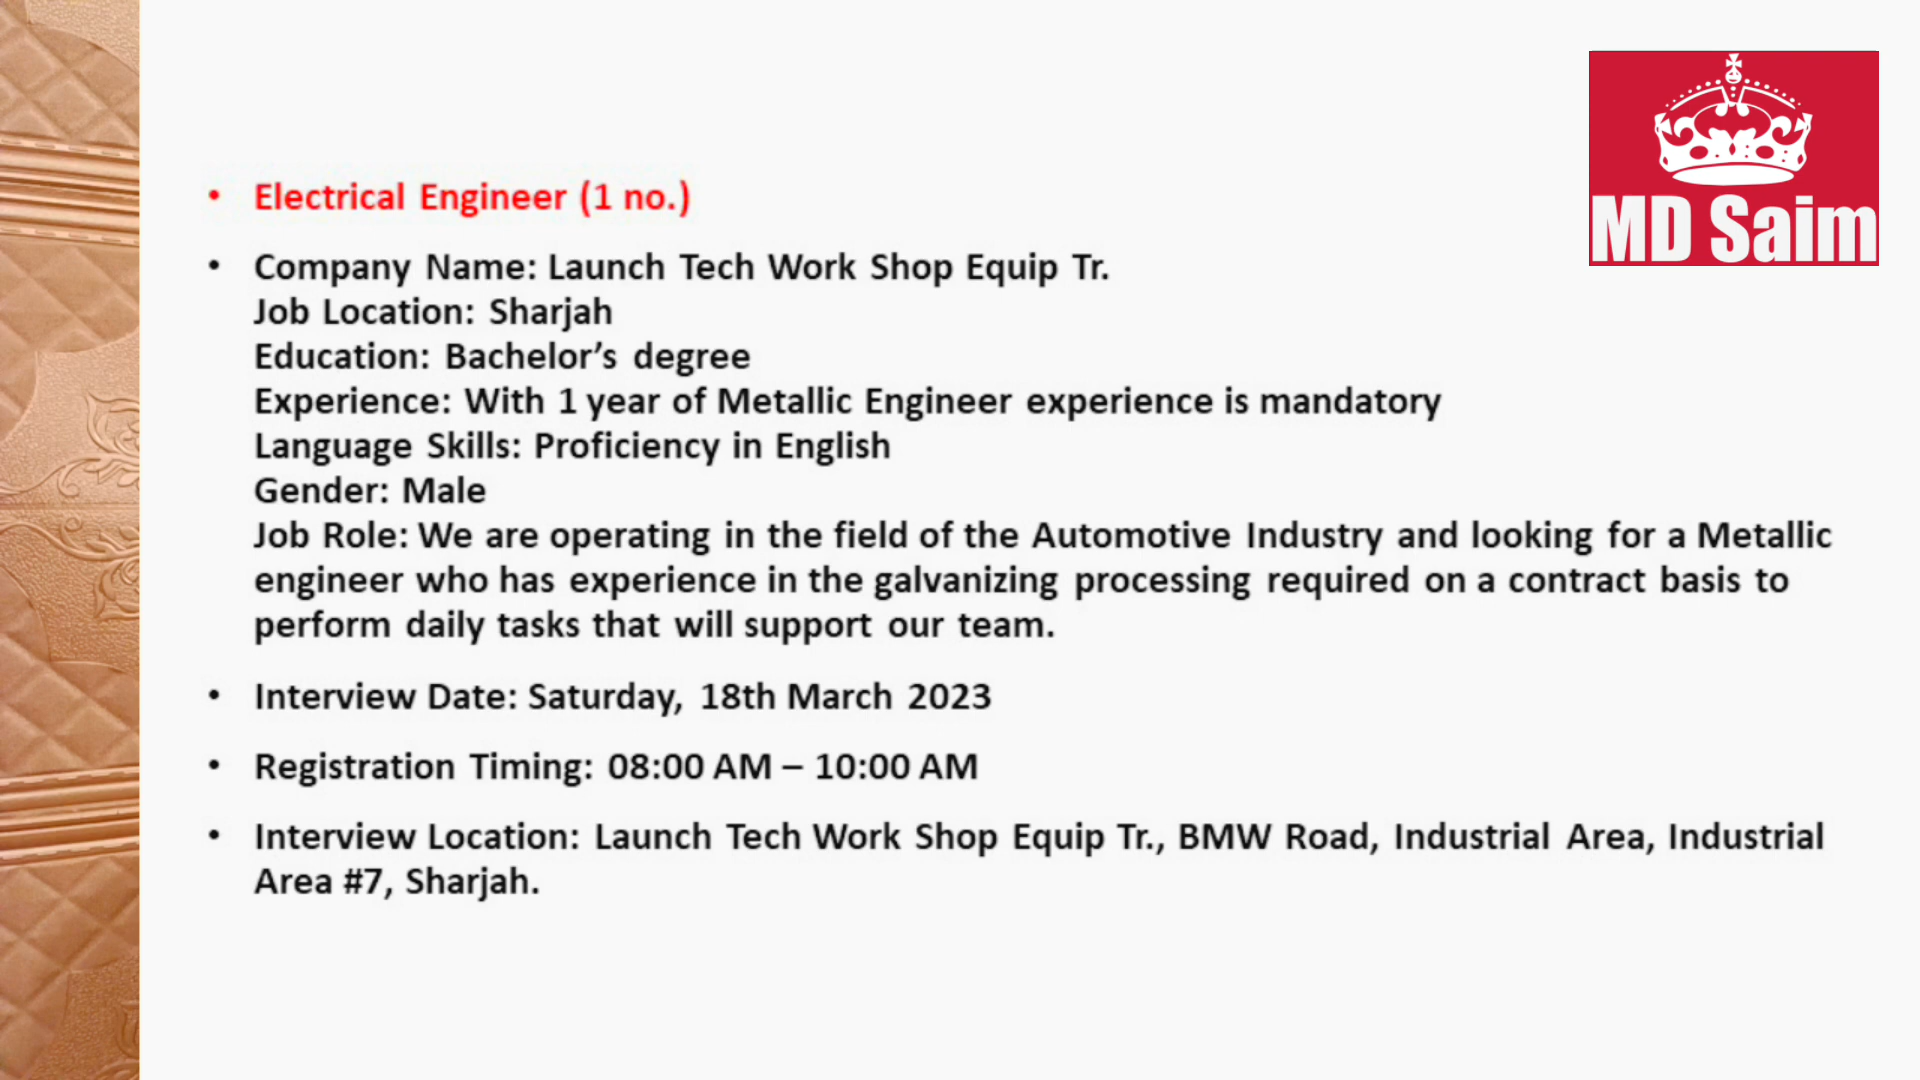 MD Saim
• Electrical Engineer (1 no.)
• Company Name: Launch Tech Work Shop Equip Tr.
Job Location: Sharjah
Education: Bachelor’s degree
Experience: With 1 year of Metallic Engineer experience is mandatory
Language Skills: Proficiency in English
Gender: Male
Job Role: We are operating in the field of the Automotive Industry and looking for a Metallic
engineer who has experience in the galvanizing processing required on a contract basis to
perform daily tasks that will support our team.
• Interview Date: Saturday, 18th March 2023
• Registration Timing: 08:00 AM – 10:00 AM
• Interview Location: Launch Tech Work Shop Equip Tr., BMW Road, Industrial Area, Industrial
Area #7, Sharjah.